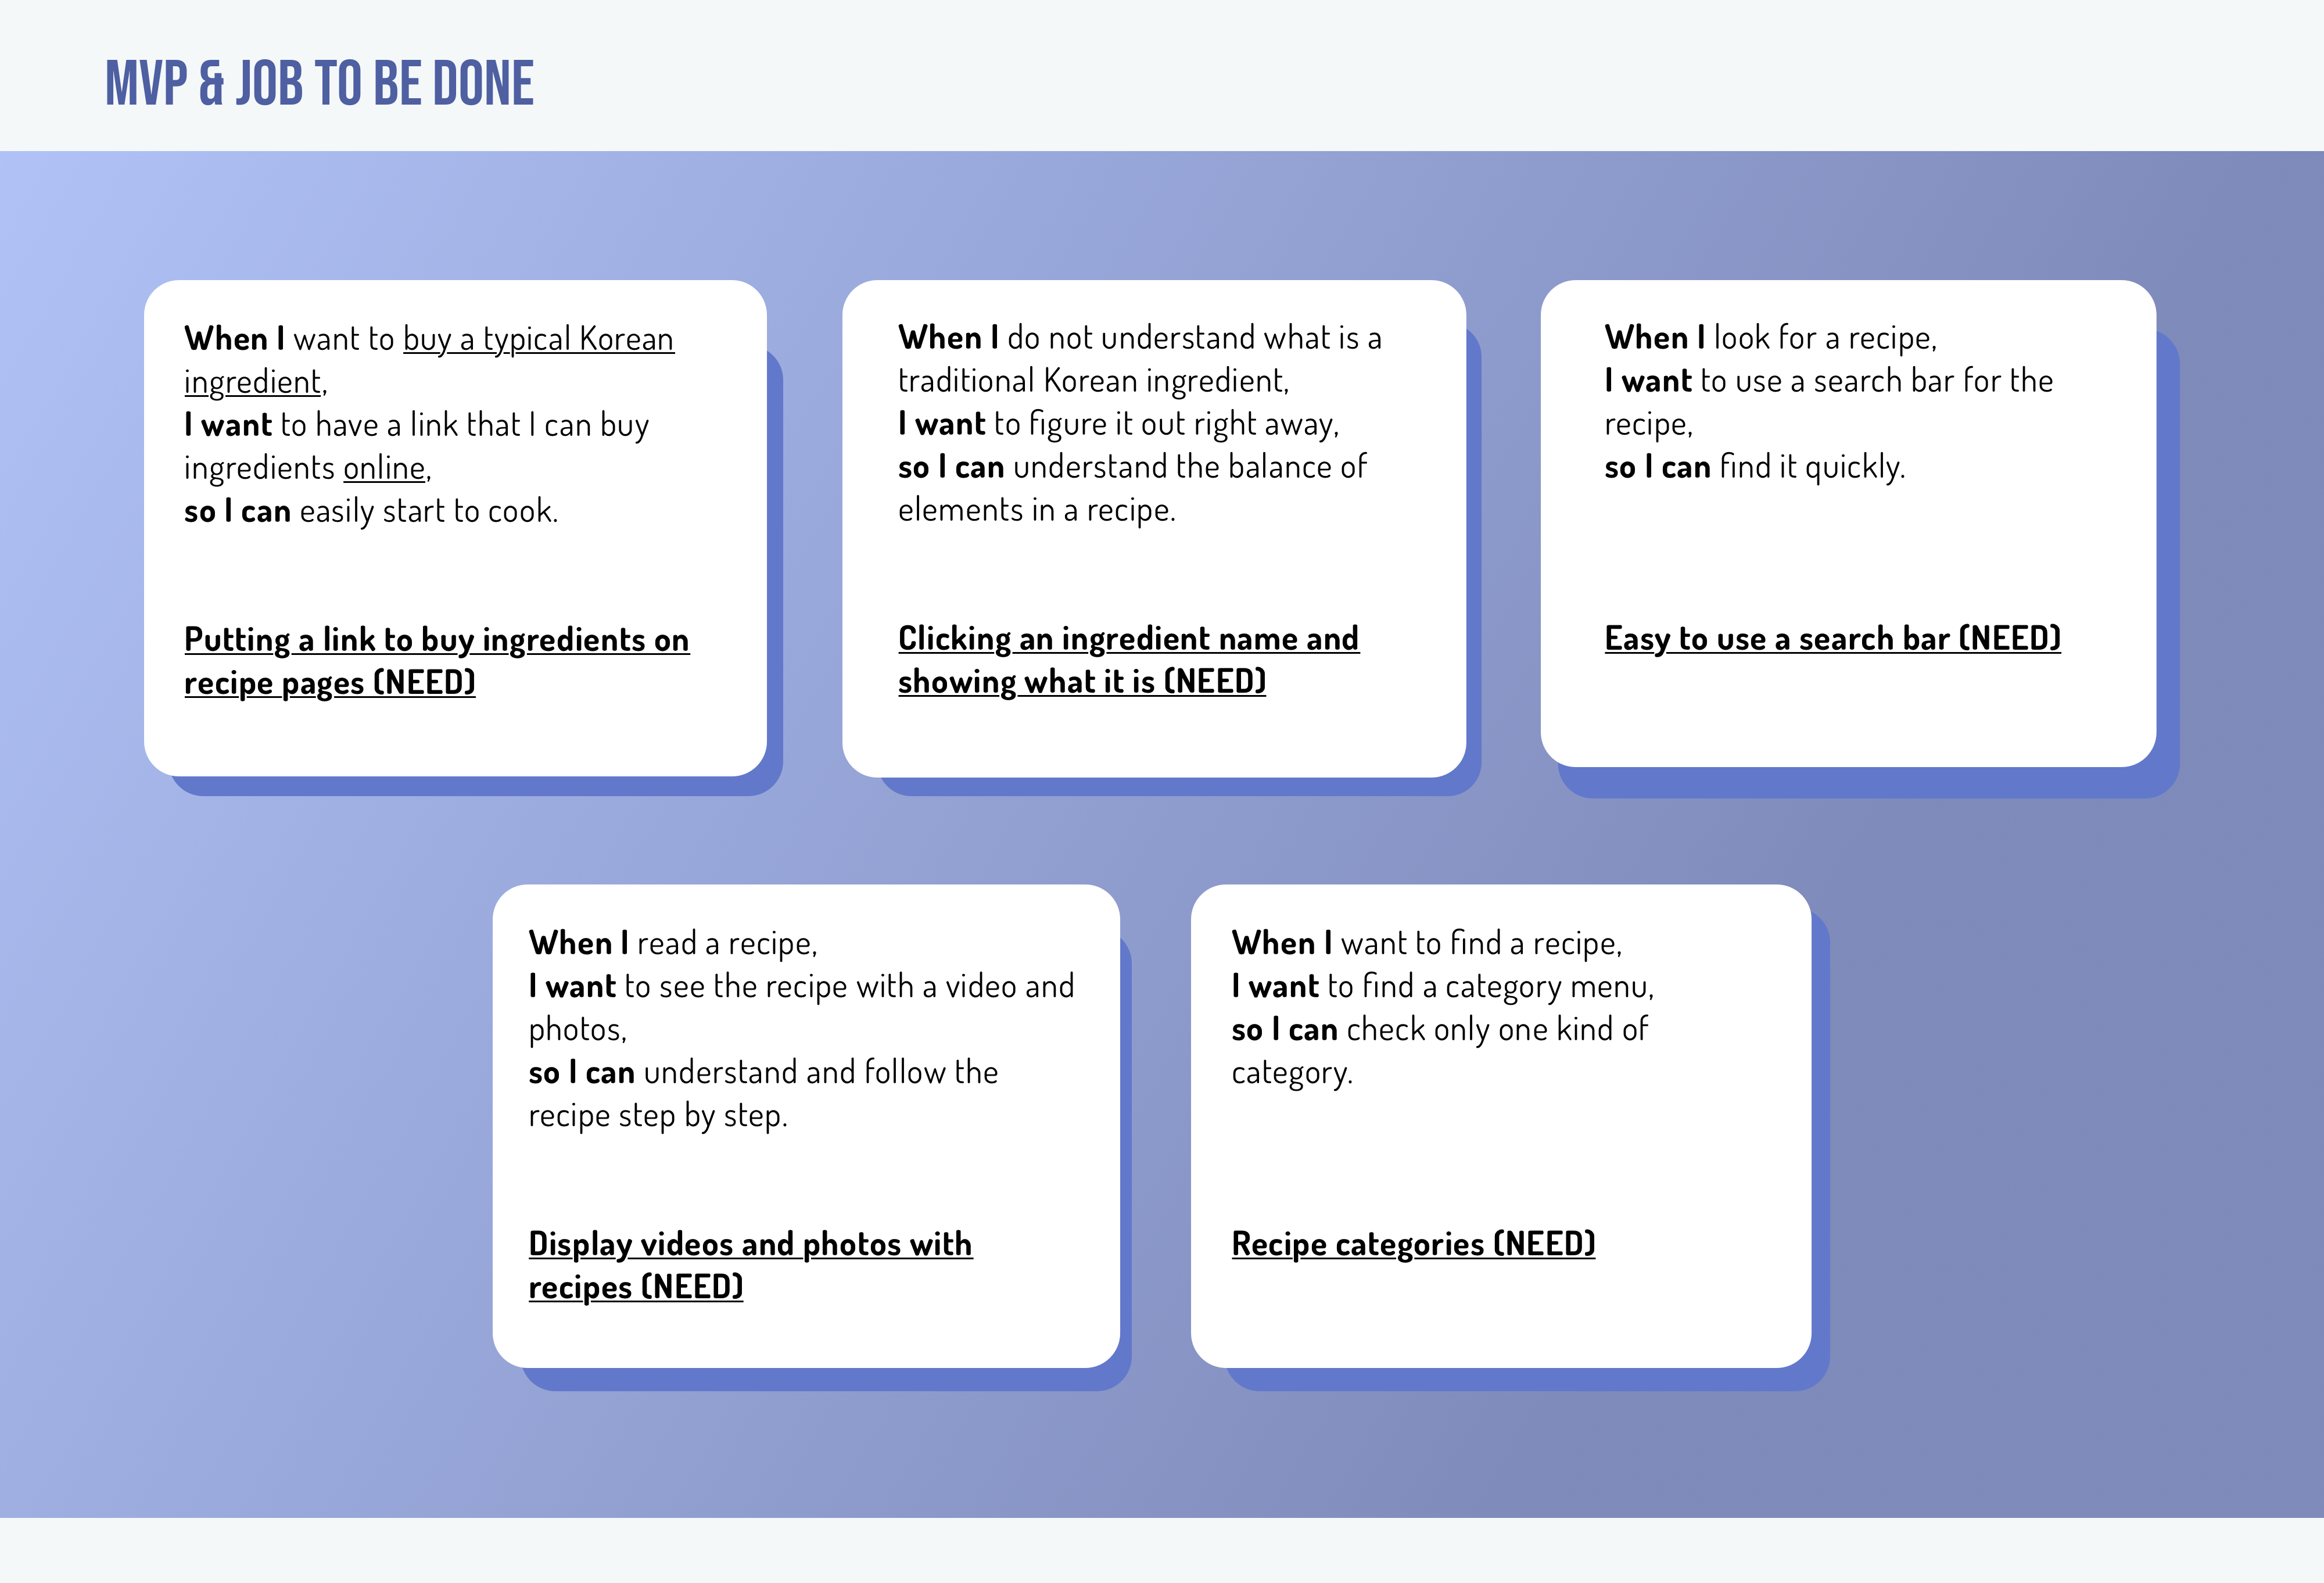 MVP & JOB TO BE DONE
When I want to buy a typical Korean
ingredient,
I want to have a link that I can buy
ingredients online,
so I can easily start to cook.
Putting a link to buy ingredients on
recipe pages (NEED)
When I do not understand what is a
traditional Korean ingredient,
I want to figure it out right away,
so I can understand the balance of
elements in a recipe.
Clicking an ingredient name and
showing what it is (NEED)
When I look for a recipe,
I want to use a search bar for the
recipe,
so I can find it quickly.
Easy to use a search bar (NEED)
When I read a recipe,
I want to see the recipe with a video and
photos,
so I can understand and follow the
recipe step by step.
Display videos and photos with
recipes (NEED)
When I want to find a recipe,
I want to find a category menu,
so I can check only one kind of
category.
Recipe categories (NEED)